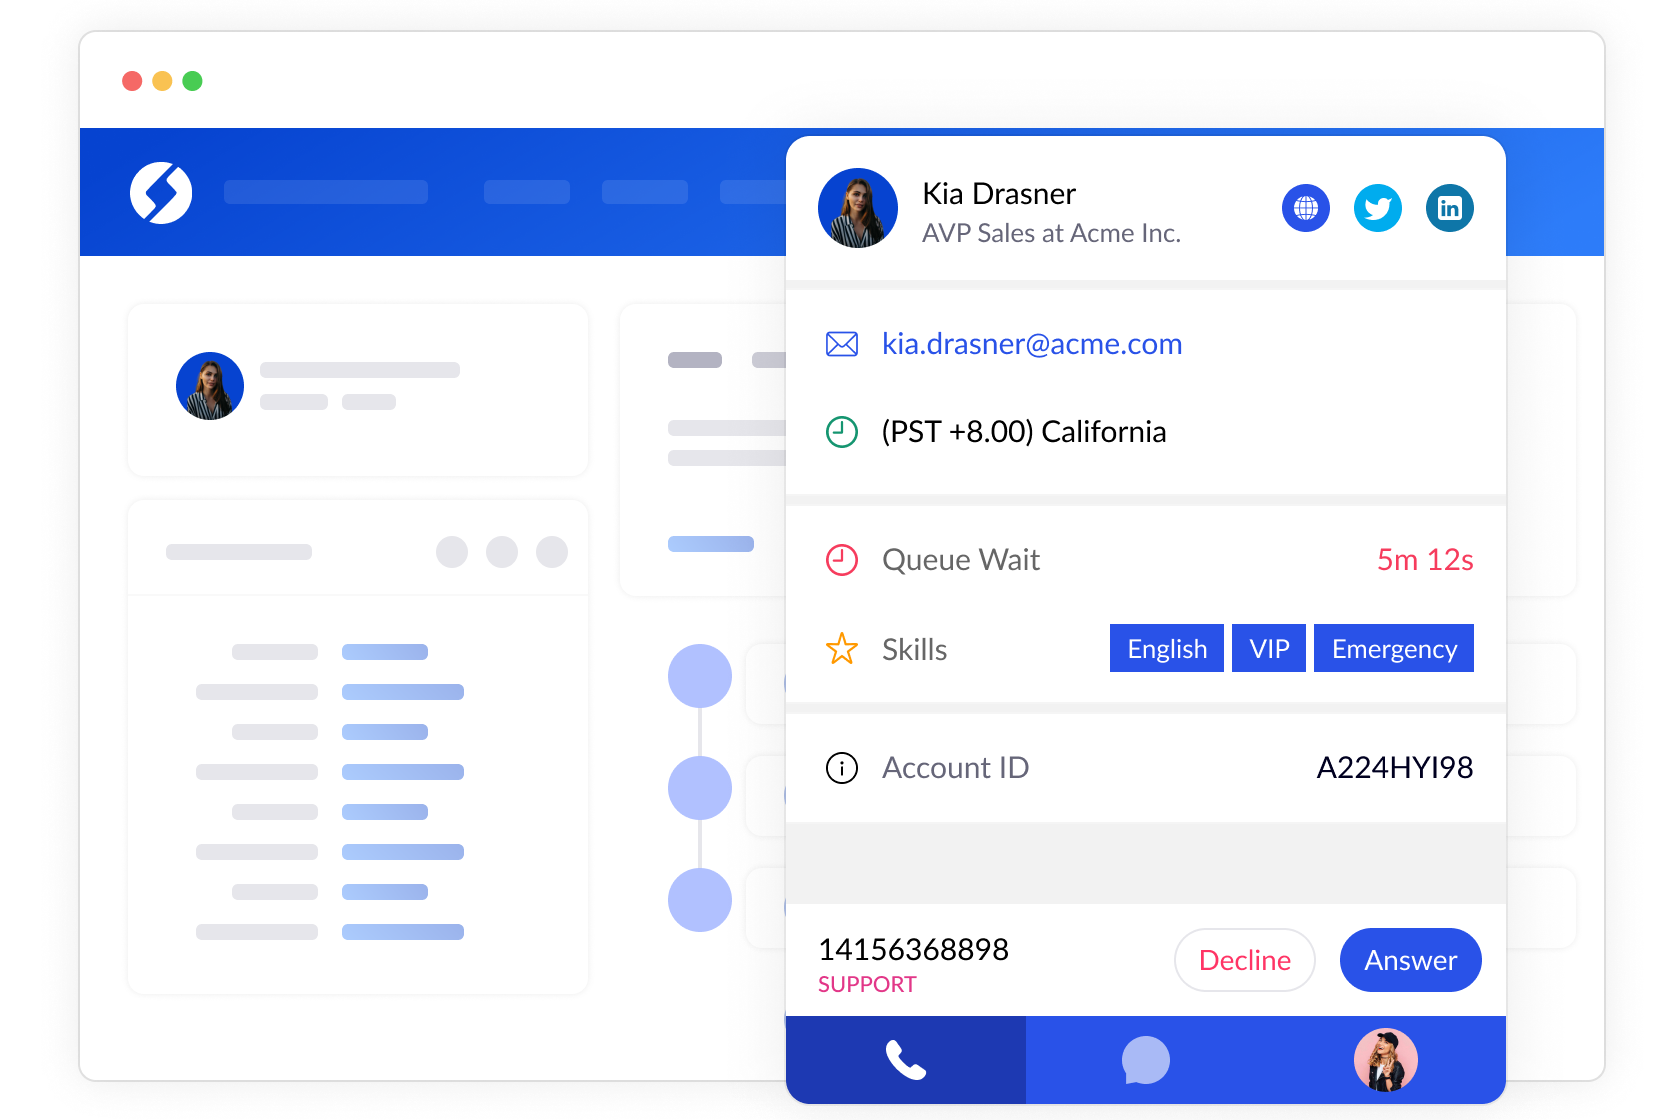 Kia Drasner
AVP Sales at Acme Inc.
in
kia.drasner@acme.com
(PST +8.00) California
Queue Wait 5m 12s
Skills English VIP Emergency
Account ID A224HYI98
14156368898
SUPPORT
Decline Answer